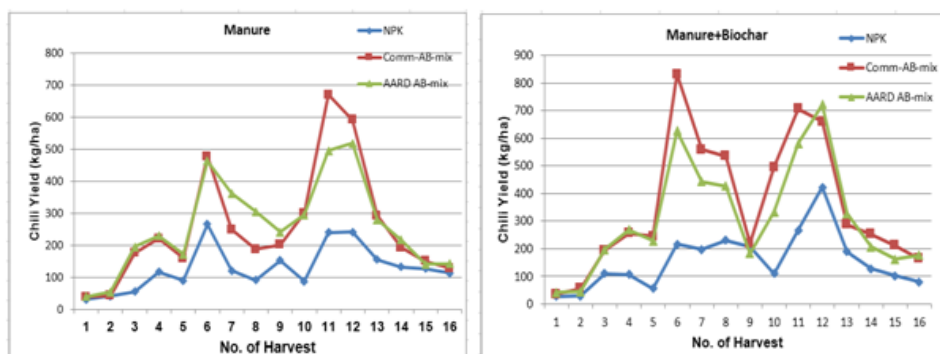 Manure
NPK
Comm-AB-mix
AARD AB-mix
Chili Yield (kg/ha)
800
700
600
500
400
300
200
100
0
1 2 3 4 5 6 7 8 9 10 11 12 13 14 15 16
No. of Harvest
Manure+Biochar
NPK
Comm-AB-mix
AARD AB-mix
Chili Yield (kg/ha)
900
800
700
600
500
400
300
200
100
0
1 2 3 4 5 6 7 8 9 10 11 12 13 14 15 16
No. of Harvest